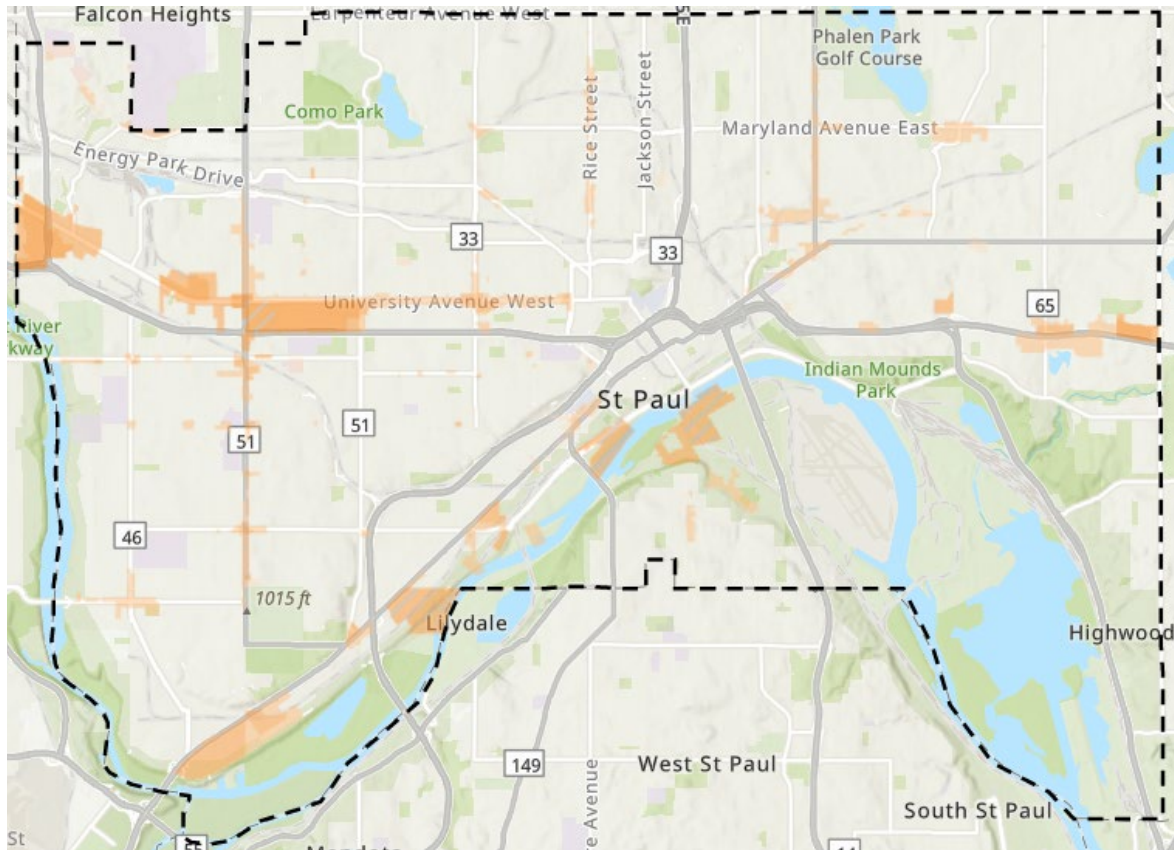 Falcon Heights
Larpenteur Avenue West
Phalen Park
Golf Course
Como Park
Rice Street
Jackson Street
Maryland Avenue East
Energy Park Drive
33
33
University Avenue West
65
River
kway
Indian Mounds
Park
St Paul
51
51
46
1015 ft
Lilydale
Highwood
149
West St Paul
South St Paul
St